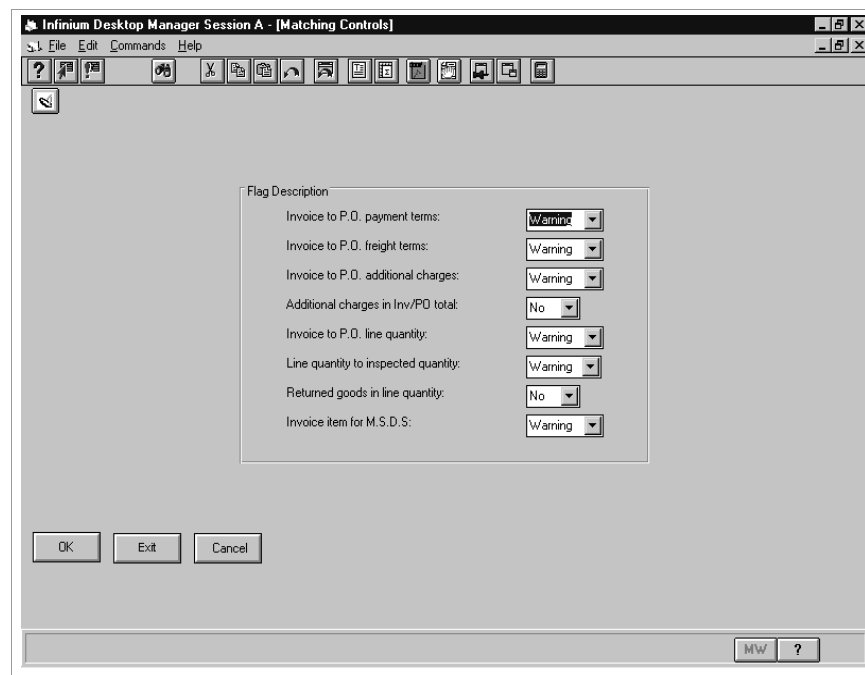 Infinium Desktop Manager Session A - [Matching Controls]
File Edit Commands Help
Flag Description
Invoice to P.O. payment terms: Warning
Invoice to P.O. freight terms: Warning
Invoice to P.O. additional charges: Warning
Additional charges in Inv/PO total: No
Invoice to P.O. line quantity: Warning
Line quantity to inspected quantity: Warning
Returned goods in line quantity: No
Invoice item for M.S.D.S: Warning
OK Exit Cancel
MW ?